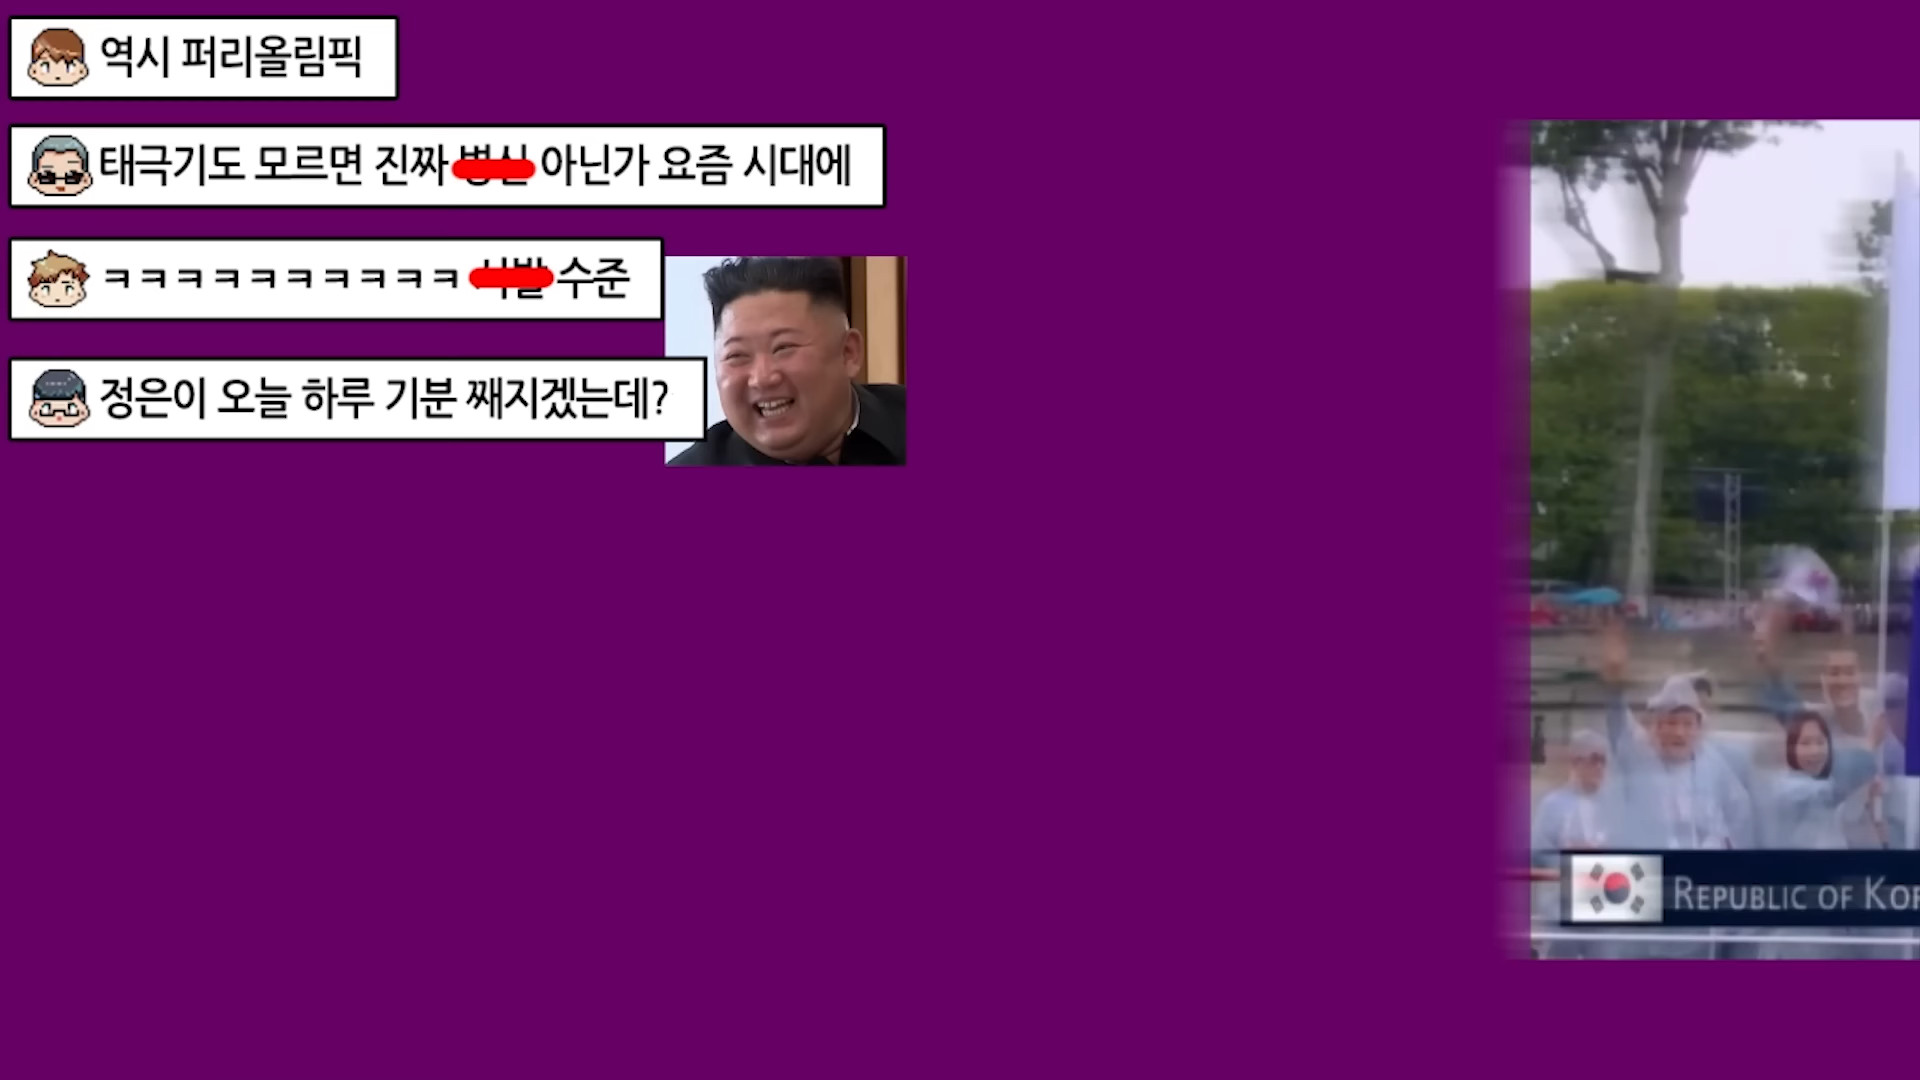 역시 퍼리올림픽
태극기도 모르면 진짜 아닌가 요즘 시대에
ㅋㅋㅋㅋㅋㅋㅋㅋㅋㅋ 수준
정은이 오늘 하루 기분 째지겠는데?
REPUBLIC OF